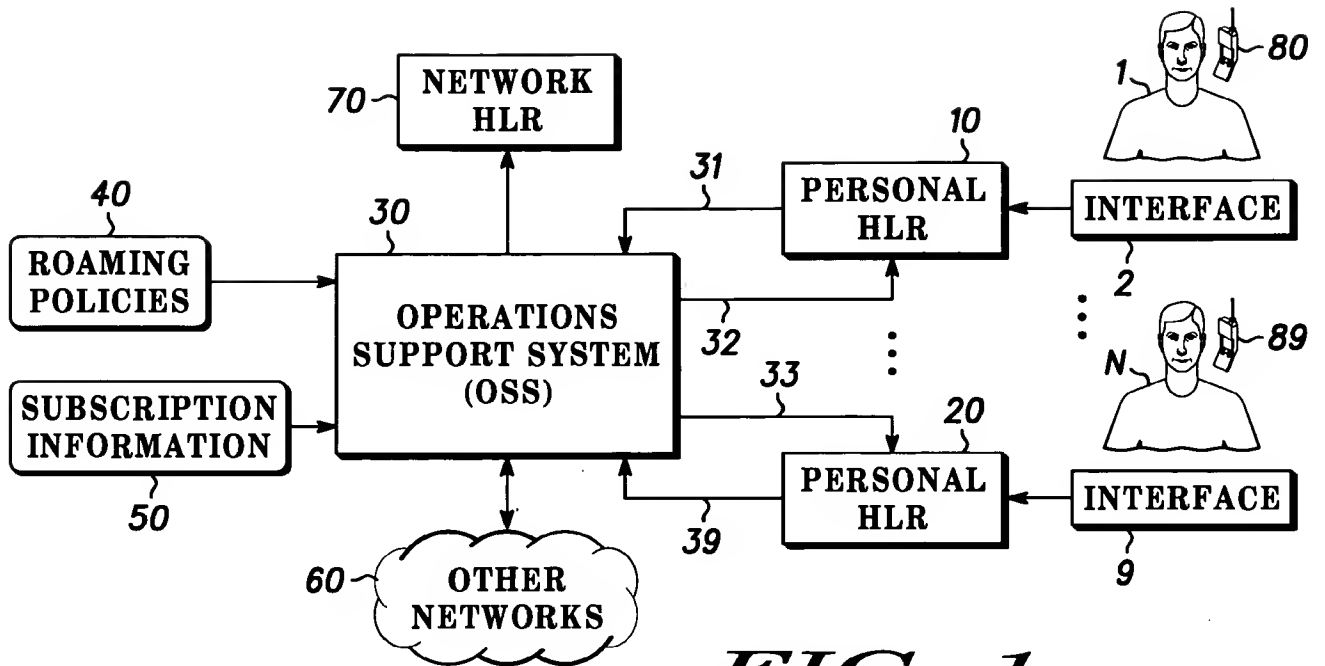 80
1
NETWORK
HLR
70
10
31
PERSONAL
HLR
INTERFACE
2
40
ROAMING
POLICIES
30
OPERATIONS
SUPPORT SYSTEM
(OSS)
32
89
N
33
SUBSCRIPTION
INFORMATION
50
20
PERSONAL
HLR
INTERFACE
9
39
60
OTHER
NETWORKS
FIG. 1